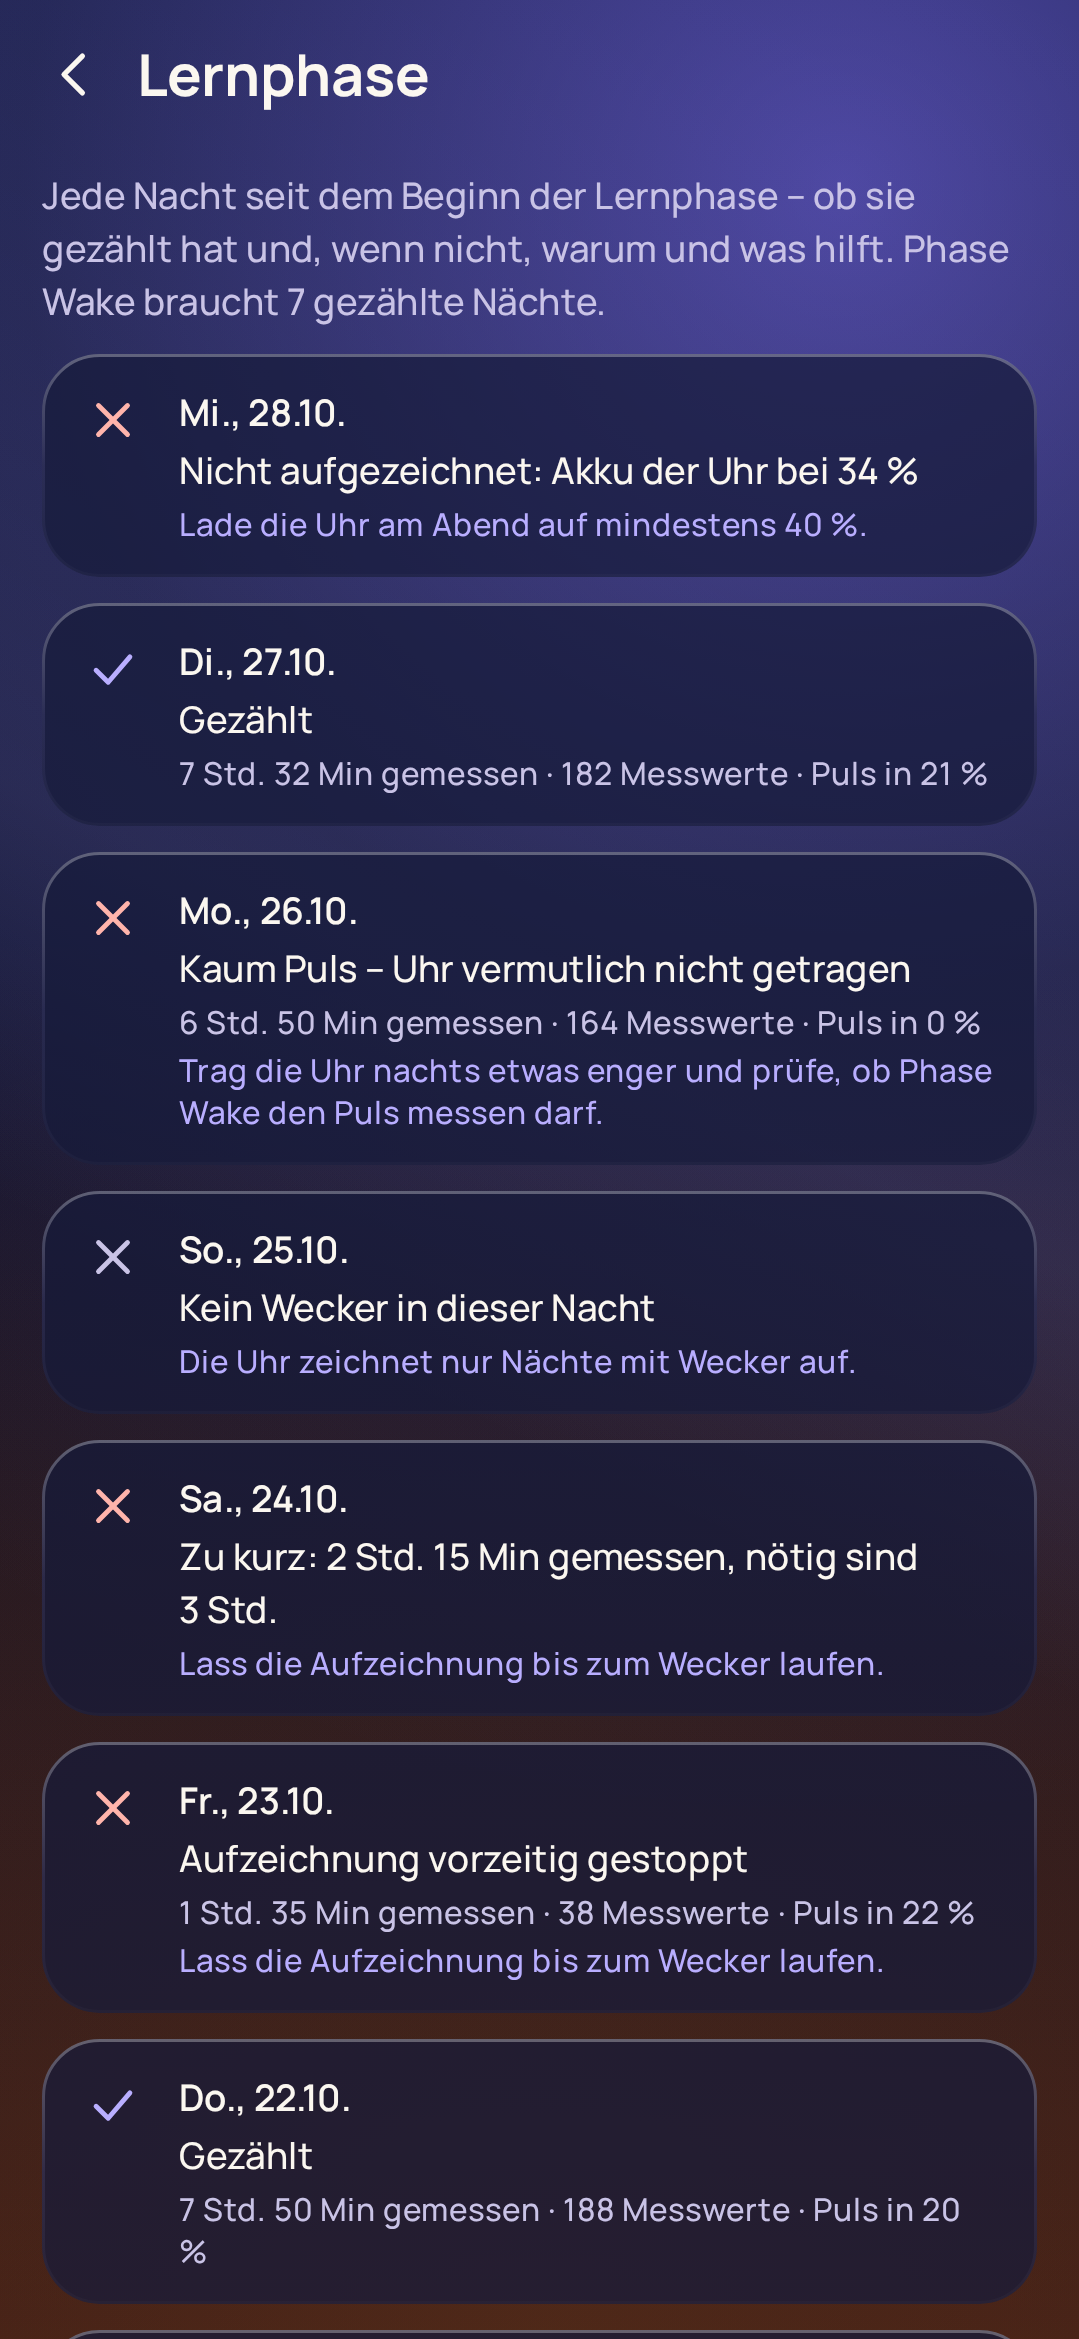 Lernphase
Jede Nacht seit dem Beginn der Lernphase – ob sie
gezählt hat und, wenn nicht, warum und was hilft. Phase
Wake braucht 7 gezählte Nächte.
Mi., 28.10.
Nicht aufgezeichnet: Akku der Uhr bei 34 %
Lade die Uhr am Abend auf mindestens 40 %.
Di., 27.10.
Gezählt
7 Std. 32 Min gemessen · 182 Messwerte · Puls in 21 %
Mo., 26.10.
Kaum Puls – Uhr vermutlich nicht getragen
6 Std. 50 Min gemessen · 164 Messwerte · Puls in 0 %
Trag die Uhr nachts etwas enger und prüfe, ob Phase
Wake den Puls messen darf.
So., 25.10.
Kein Wecker in dieser Nacht
Die Uhr zeichnet nur Nächte mit Wecker auf.
Sa., 24.10.
Zu kurz: 2 Std. 15 Min gemessen, nötig sind
3 Std.
Lass die Aufzeichnung bis zum Wecker laufen.
Fr., 23.10.
Aufzeichnung vorzeitig gestoppt
1 Std. 35 Min gemessen · 38 Messwerte · Puls in 22 %
Lass die Aufzeichnung bis zum Wecker laufen.
Do., 22.10.
Gezählt
7 Std. 50 Min gemessen · 188 Messwerte · Puls in 20
%